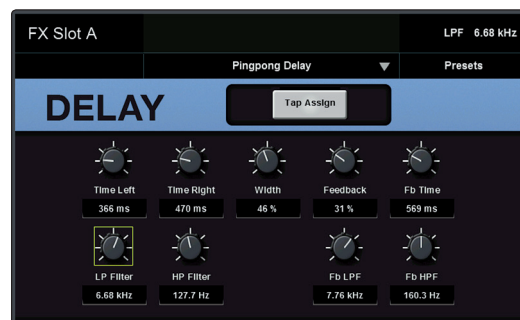 FX Slot A
LPF 6.68 kHz
Pingpong Delay
Presets
DELAY
Tap Assign
Time Left Time Right Width Feedback Fb Time
366 ms 470 ms 46 % 31 % 569 ms
LP Filter HP Filter Fb LPF Fb HPF
6.68 kHz 127.7 Hz 7.76 kHz 160.3 Hz